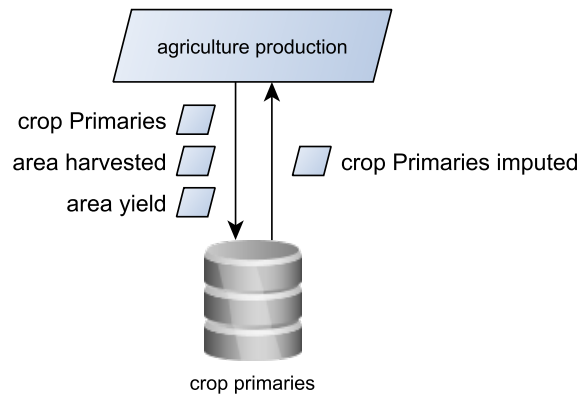 agriculture production
crop Primaries
area harvested
crop Primaries imputed
area yield
crop primaries